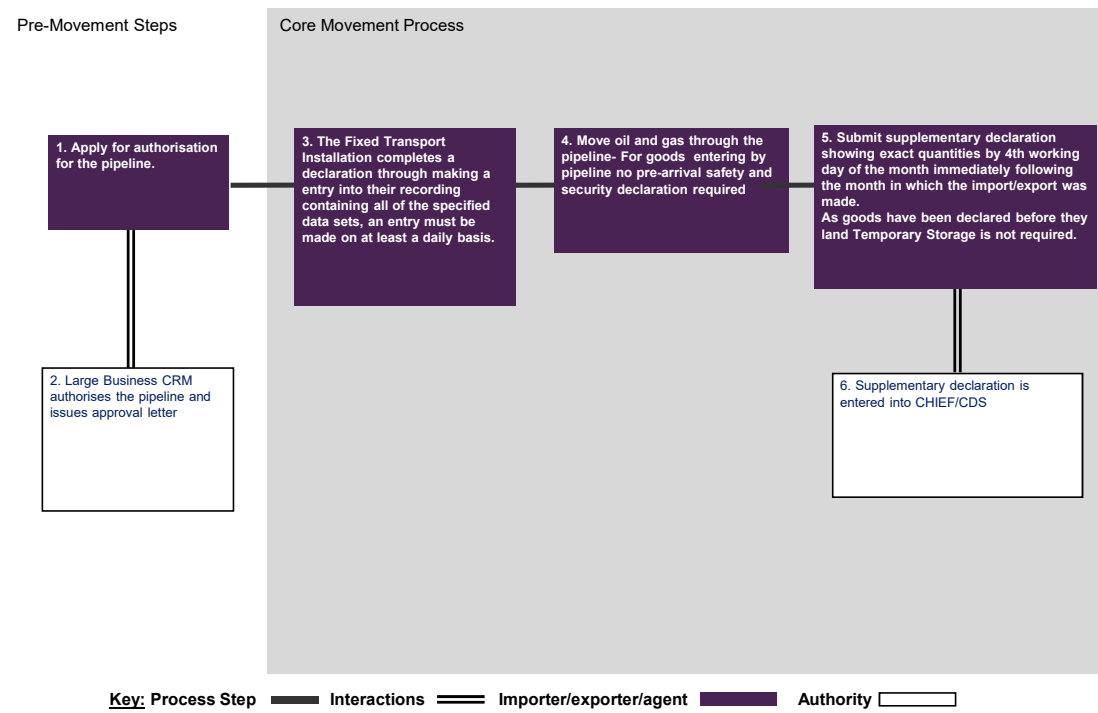 Pre-Movement Steps
Core Movement Process
1. Apply for authorisation
for the pipeline.
2. Large Business CRM
authorises the pipeline and
issues approval letter
3. The Fixed Transport
Installation completes a
declaration through making a
entry into their recording
containing all of the specified
data sets, an entry must be
made on at least a daily basis.
4. Move oil and gas through the
pipeline- For goods entering by
pipeline no pre-arrival safety and
security declaration required
5. Submit supplementary declaration
showing exact quantities by 4th working
day of the month immediately following
the month in which the import/export was
made.
As goods have been declared before they
land Temporary Storage is not required.
6. Supplementary declaration is
entered into CHIEF/CDS
Key: Process Step Interactions Importer/exporter/agent Authority